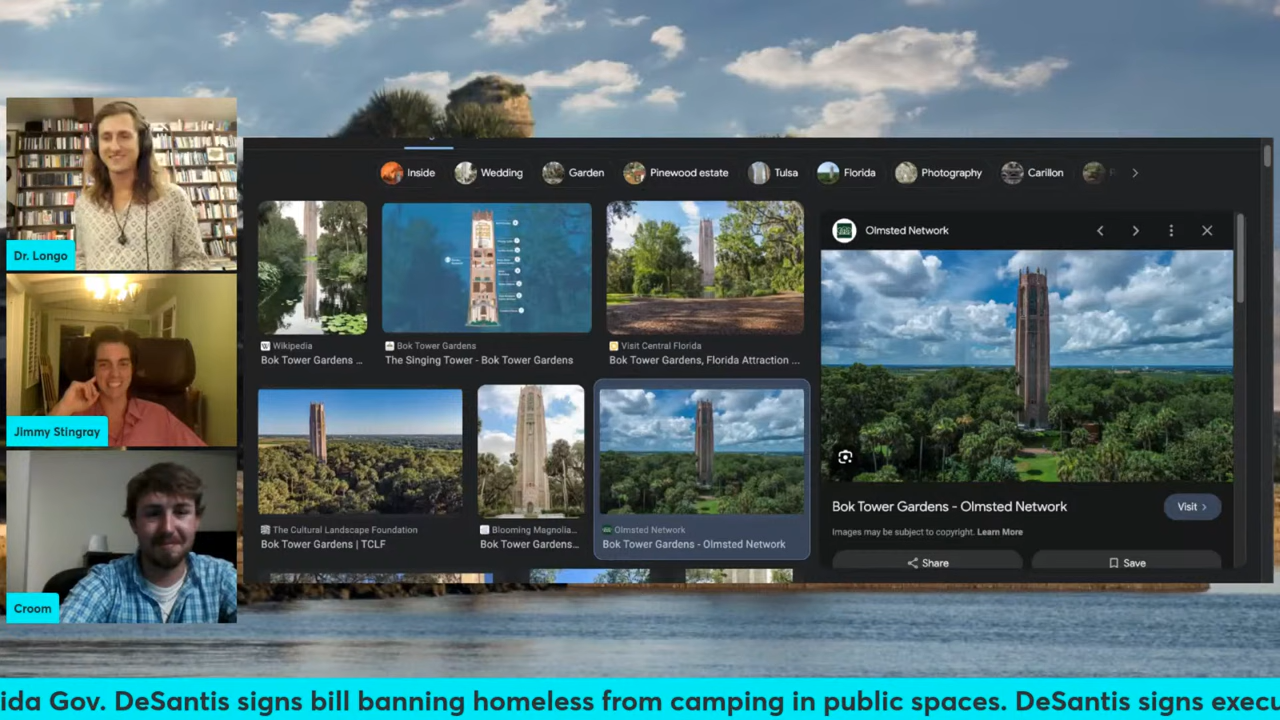 Inside
Wedding
Garden
Pinewood estate
Tulsa
Florida
Photography
Carillon
Dr. Longo
Jimmy Stingray
Croom
Wikipedia
Bok Tower Gardens ...
Bok Tower Gardens
The Singing Tower - Bok Tower Gardens
Visit Central Florida
Bok Tower Gardens, Florida Attraction ...
The Cultural Landscape Foundation
Bok Tower Gardens | TCLF
Blooming Magnolia...
Bok Tower Gardens...
Olmsted Network
Bok Tower Gardens - Olmsted Network
Olmsted Network
Bok Tower Gardens - Olmsted Network
Visit
Images may be subject to copyright. Learn More
Share
Save
ida Gov. DeSantis signs bill banning homeless from camping in public spaces. DeSantis signs execu